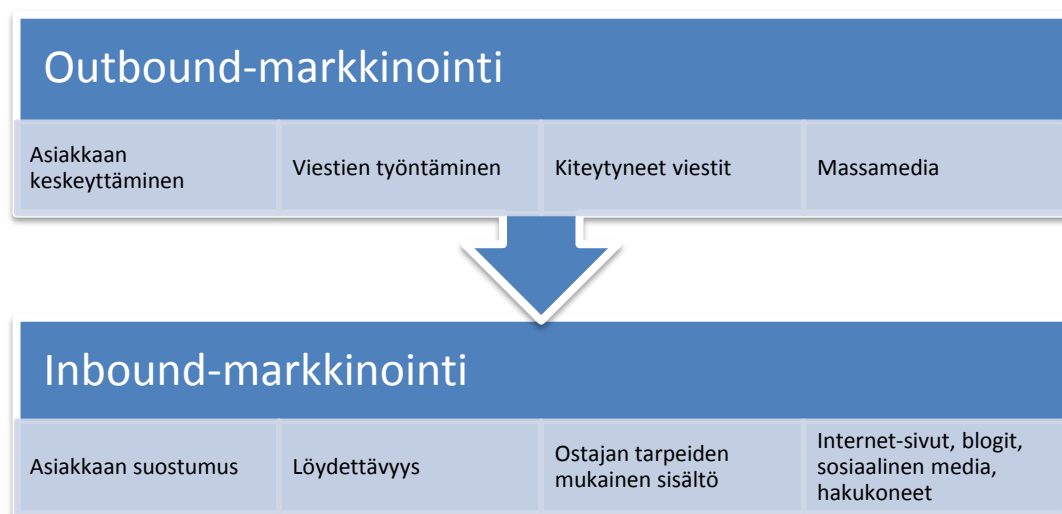 Outbound-markkinointi
Asiakkaan
keskeyttäminen
Viestien työntäminen
Kiteytyneet viestit
Massamedia
Inbound-markkinointi
Asiakkaan suostumus
Löydettävyys
Ostajan tarpeiden
mukainen sisältö
Internet-sivut, blogit,
sosiaalinen media,
hakukoneet